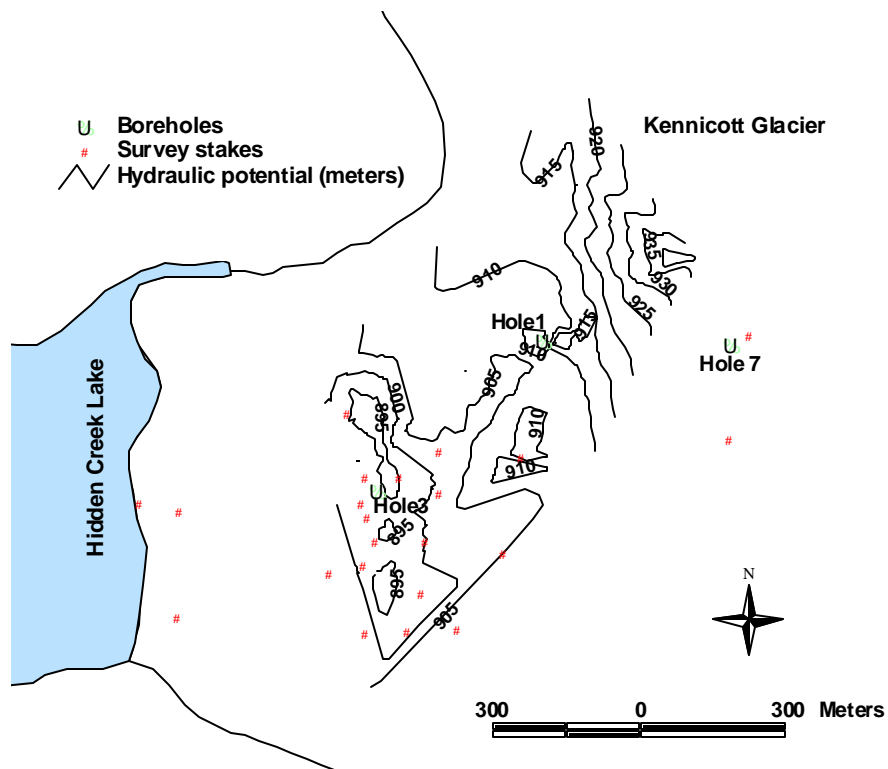 Kennicott Glacier
U Boreholes
# Survey stakes
Hydraulic potential (meters)
920
915
935
930
925
910
915
Hole1
U
910
U
Hole 7
905
900
895
910
910
U
Hole3
895
895
905
Hidden Creek Lake
N
300 0 300 Meters